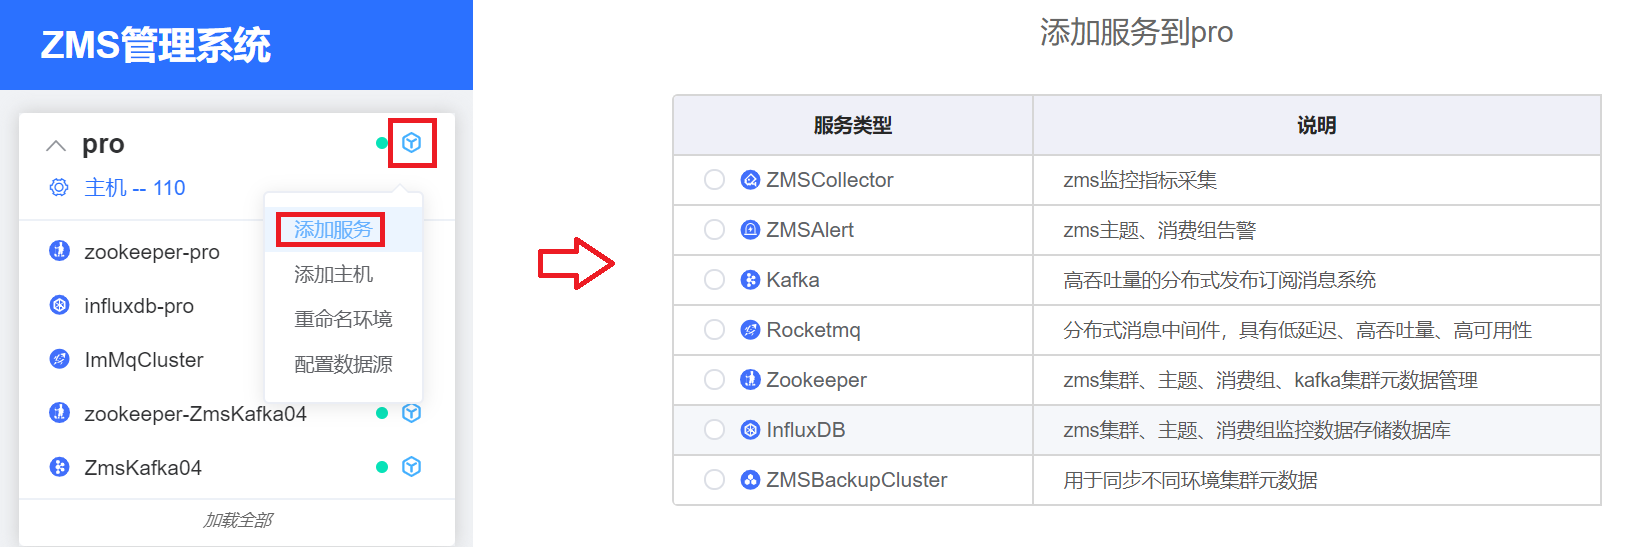 ZMS管理系统
pro
主机 -- 110
添加服务
添加主机
重命名环境
配置数据源
zookeeper-pro
influxdb-pro
ImMqCluster
zookeeper-ZmsKafka04
ZmsKafka04
加载全部
添加服务到pro
服务类型 说明
ZMSCollector zms监控指标采集
ZMSAlert zms主题、消费组告警
Kafka 高吞吐量的分布式发布订阅消息系统
Rocketmq 分布式消息中间件，具有低延迟、高吞吐量、高可用性
Zookeeper zms集群、主题、消费组、kafka集群元数据管理
InfluxDB zms集群、主题、消费组监控数据存储数据库
ZMSBackupCluster 用于同步不同环境集群元数据